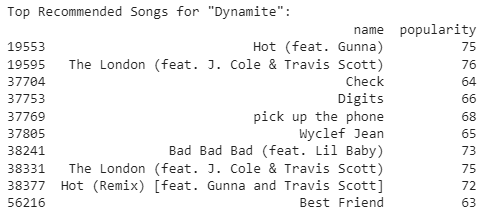 Top Recommended Songs for "Dynamite":
name popularity
19553 Hot (feat. Gunna) 75
19595 The London (feat. J. Cole & Travis Scott) 76
37704 Check 64
37753 Digits 66
37769 pick up the phone 68
37805 Wyclef Jean 65
38241 Bad Bad Bad (feat. Lil Baby) 73
38331 The London (feat. J. Cole & Travis Scott) 75
38377 Hot (Remix) [feat. Gunna and Travis Scott] 72
56216 Best Friend 63